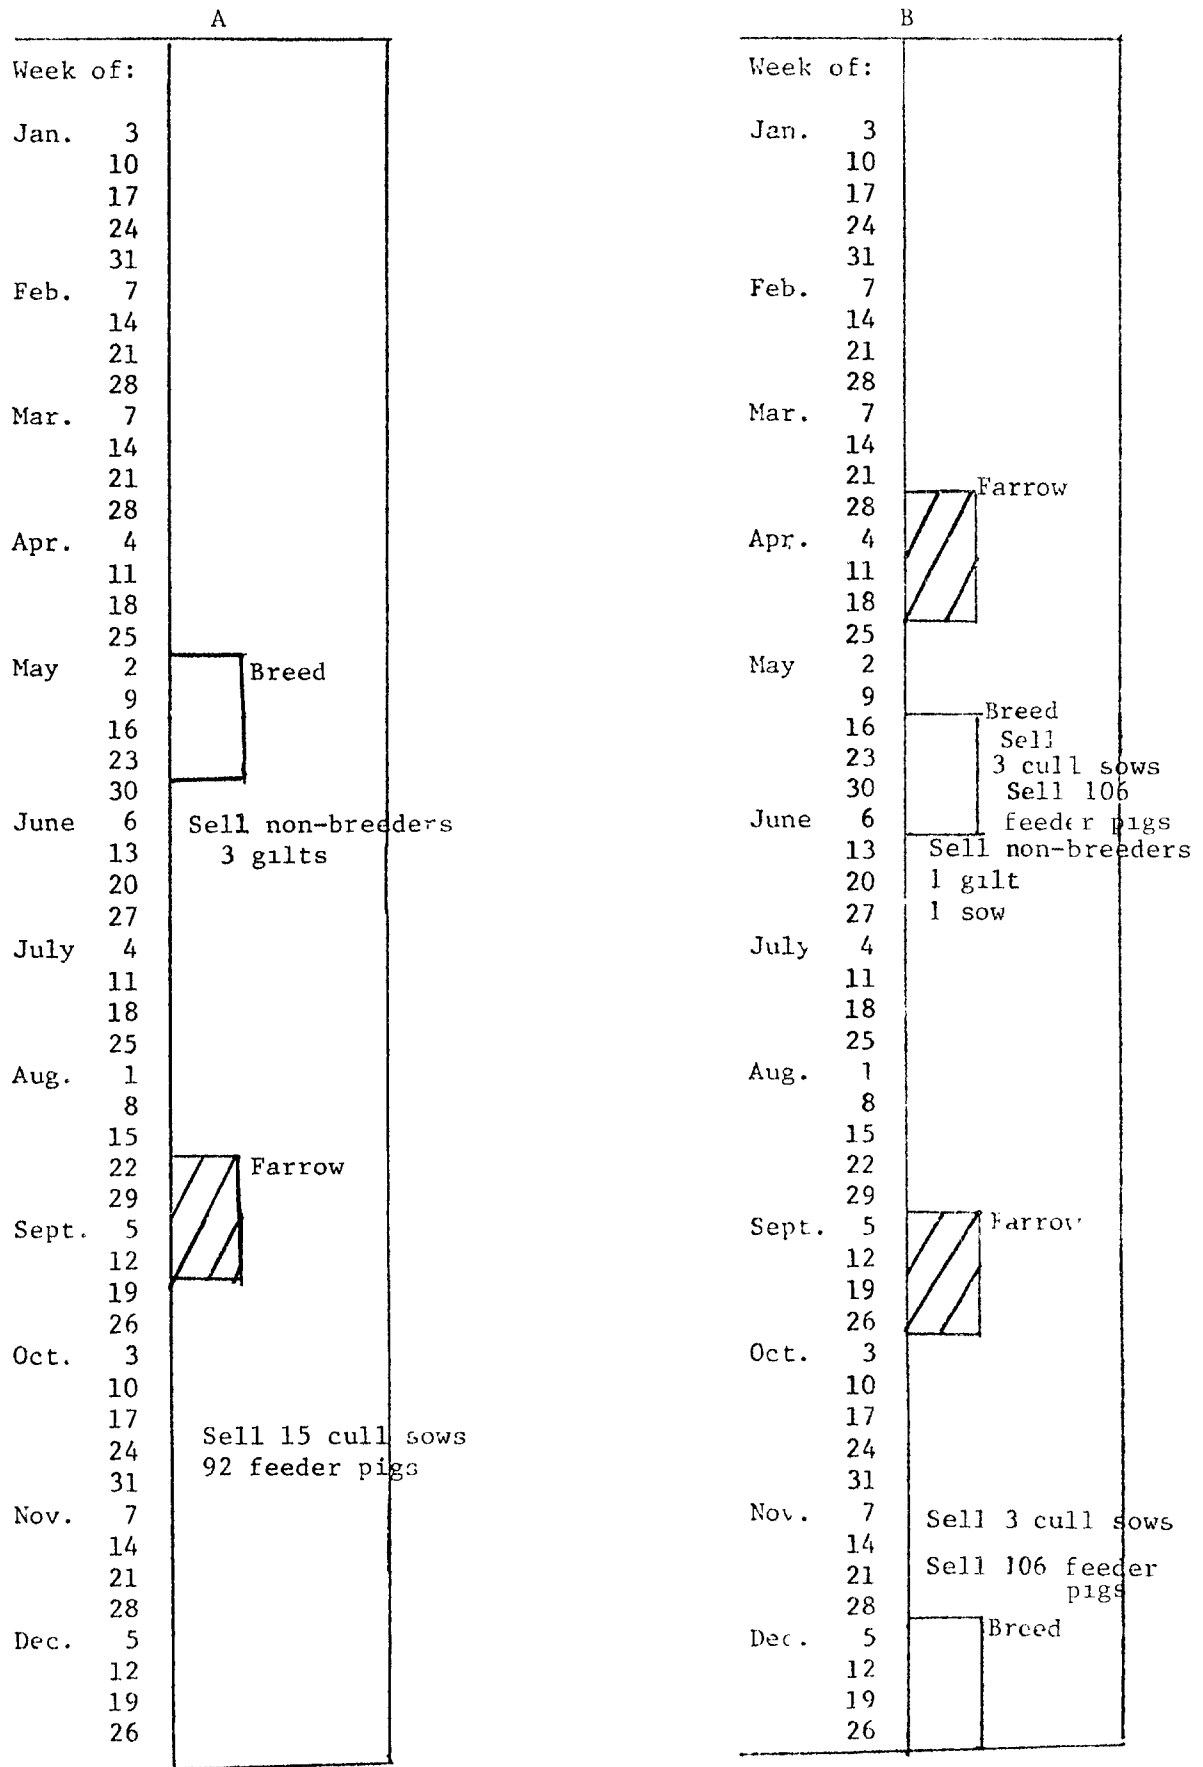 A
Week of:
Jan. 3
10
17
24
31
Feb. 7
14
21
28
Mar. 7
14
21
28
Apr. 4
11
18
25
May 2
Breed
9
16
23
30
June 6
Sell non-breeders
13
3 gilts
20
27
July 4
11
18
25
Aug. 1
8
15
22
Farrow
29
Sept. 5
12
19
26
Oct. 3
10
17
Sell 15 cull sows
24
92 feeder pigs
31
Nov. 7
14
21
28
Dec. 5
12
19
26
B
Week of:
Jan. 3
10
17
24
31
Feb. 7
14
21
28
Mar. 7
14
21
Farrow
28
Apr. 4
11
18
25
May 2
9
Breed
16
Sell
23
3 cull sows
30
Sell 106
June 6
feeder pigs
13
Sell non-breeders
20
1 gilt
27
1 sow
July 4
11
18
25
Aug. 1
8
15
22
29
Sept. 5
Farrow
12
19
26
Oct. 3
10
17
24
31
Nov. 7
Sell 3 cull sows
14
21
Sell 106 feeder
pigs
28
Dec. 5
Breed
12
19
26